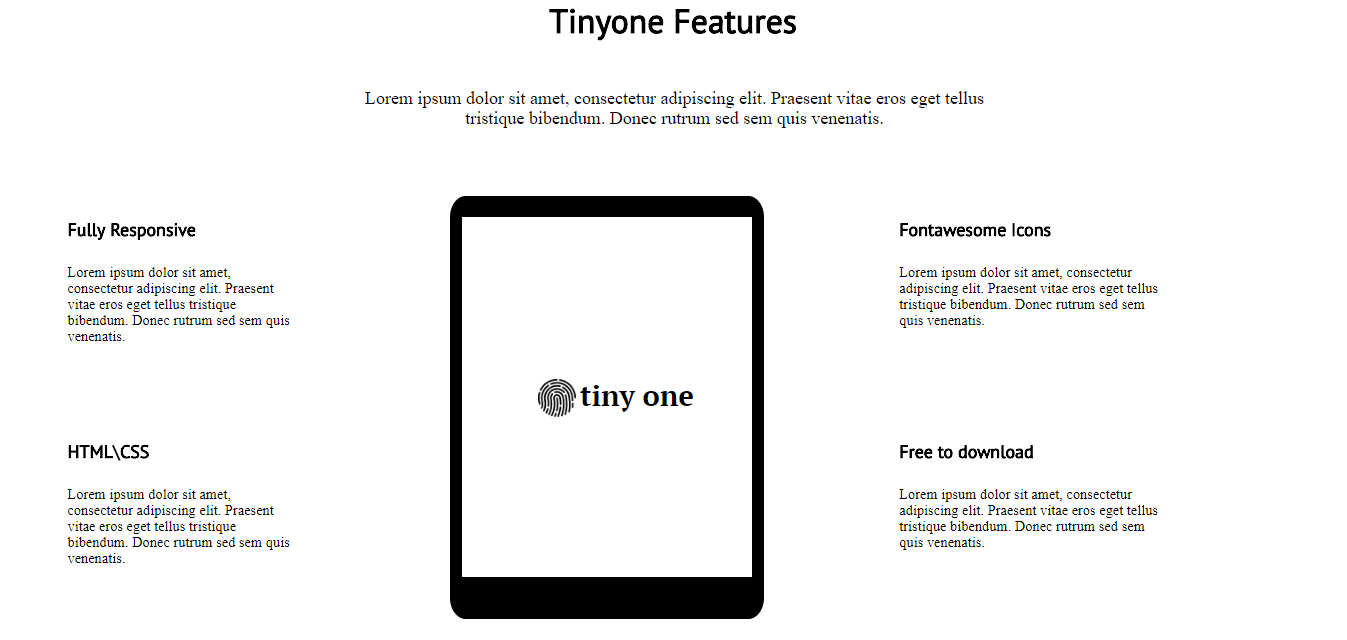 Tinyone Features
Lorem ipsum dolor sit amet, consectetur adipiscing elit. Praesent vitae eros eget tellus
tristique bibendum. Donec rutrum sed sem quis venenatis.
Fully Responsive
Lorem ipsum dolor sit amet,
consectetur adipiscing elit. Praesent
vitae eros eget tellus tristique
bibendum. Donec rutrum sed sem quis
venenatis.
HTML\CSS
Lorem ipsum dolor sit amet,
consectetur adipiscing elit. Praesent
vitae eros eget tellus tristique
bibendum. Donec rutrum sed sem quis
venenatis.
tiny one
Fontawesome Icons
Lorem ipsum dolor sit amet, consectetur
adipiscing elit. Praesent vitae eros eget tellus
tristique bibendum. Donec rutrum sed sem
quis venenatis.
Free to download
Lorem ipsum dolor sit amet, consectetur
adipiscing elit. Praesent vitae eros eget tellus
tristique bibendum. Donec rutrum sed sem
quis venenatis.